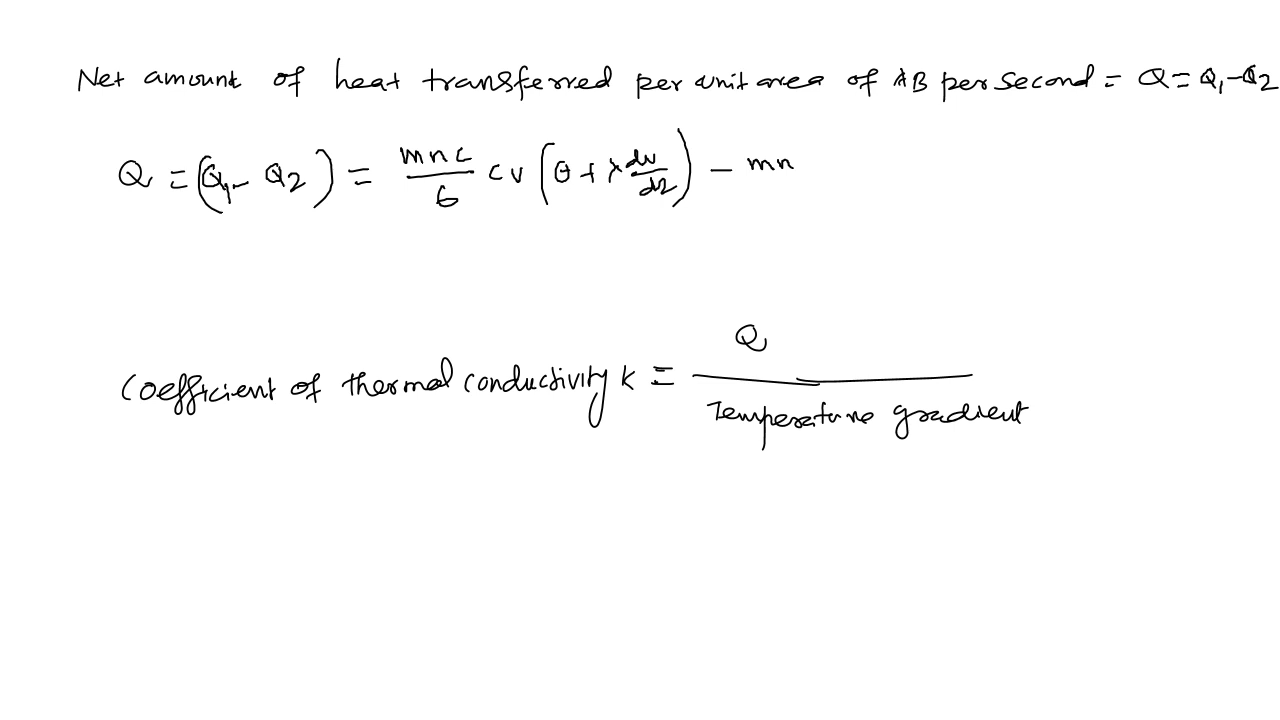 Net amount of heat transferred per unit area of AB per second = Q = Q1-Q2
Q = (Q1 - Q2) = mnc/6 cv (θ + λ du/dz) - mn
Coefficient of thermal conductivity K = Q / Temperature gradient